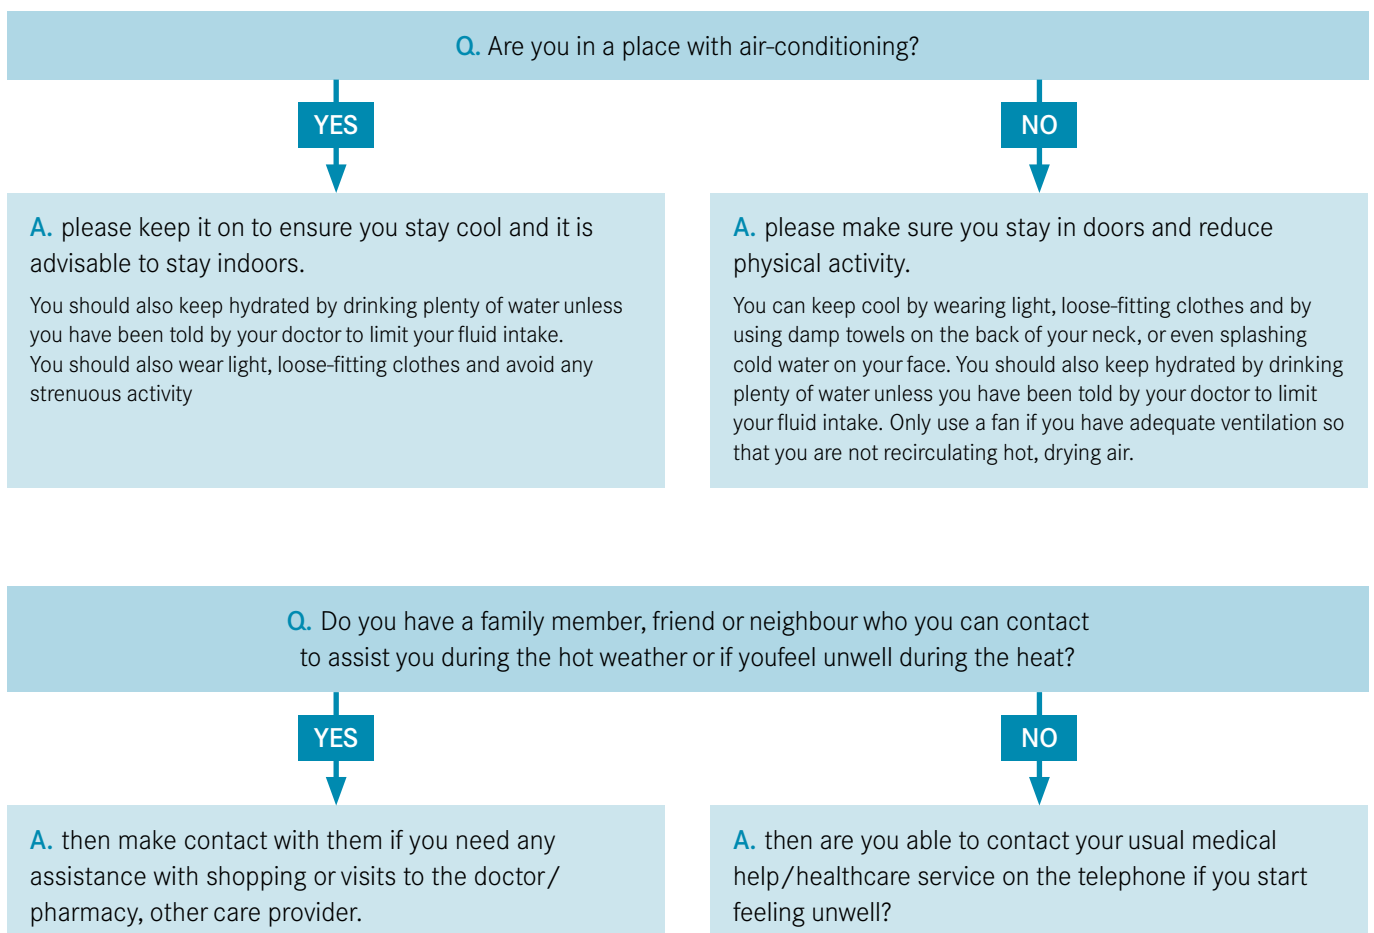 Q. Are you in a place with air-conditioning?
YES
NO
A. please keep it on to ensure you stay cool and it is
advisable to stay indoors.
You should also keep hydrated by drinking plenty of water unless
you have been told by your doctor to limit your fluid intake.
You should also wear light, loose-fitting clothes and avoid any
strenuous activity
A. please make sure you stay in doors and reduce
physical activity.
You can keep cool by wearing light, loose-fitting clothes and by
using damp towels on the back of your neck, or even splashing
cold water on your face. You should also keep hydrated by drinking
plenty of water unless you have been told by your doctor to limit
your fluid intake. Only use a fan if you have adequate ventilation so
that you are not recirculating hot, drying air.
Q. Do you have a family member, friend or neighbour who you can contact
to assist you during the hot weather or if youfeel unwell during the heat?
YES
NO
A. then make contact with them if you need any
assistance with shopping or visits to the doctor/
pharmacy, other care provider.
A. then are you able to contact your usual medical
help/healthcare service on the telephone if you start
feeling unwell?